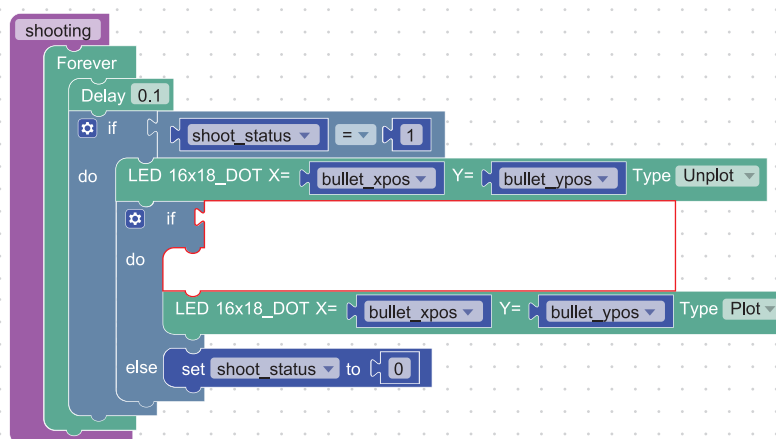 shooting
Forever
Delay 0.1
if shoot_status = 1
do LED 16x18_DOT X= bullet_xpos Y= bullet_ypos Type Unplot
if
do
LED 16x18_DOT X= bullet_xpos Y= bullet_ypos Type Plot
else set shoot_status to 0